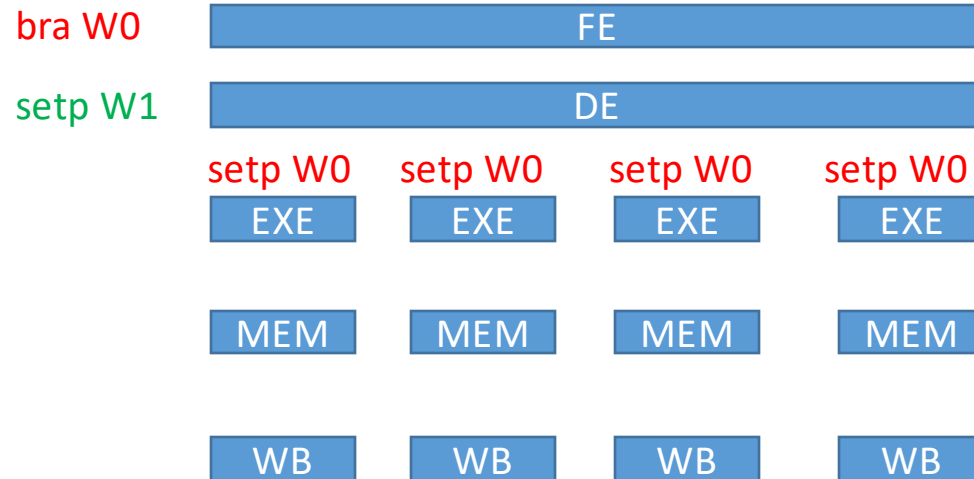 bra W0 FE
setp W1 DE
setp W0 setp W0 setp W0 setp W0
EXE EXE EXE EXE
MEM MEM MEM MEM
WB WB WB WB